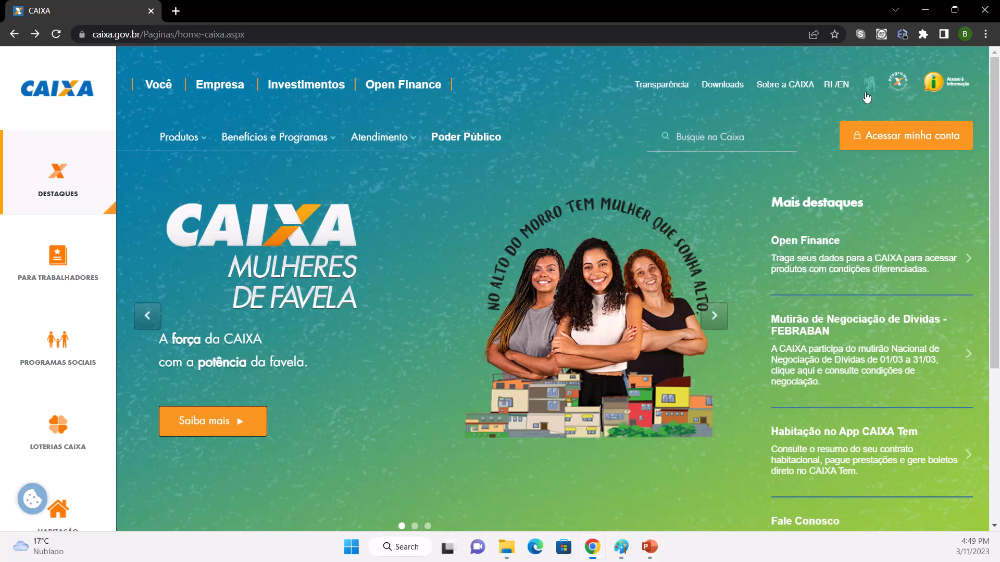 CAIXA
caixa.gov.br/Paginas/home-caixa.aspx
B
CAIXA
Você
Empresa
Investimentos
Open Finance
Transparência
Downloads
Sobre a CAIXA
RI /EN
programa
INTEGRIDADE
Acesso à
Informação
Produtos
Benefícios e Programas
Atendimento
Poder Público
Busque na Caixa
Acessar minha conta
DESTAQUES
PARA TRABALHADORES
PROGRAMAS SOCIAIS
LOTERIAS CAIXA
HABITAÇÃO
CAIXA
MULHERES
DE FAVELA
A força da CAIXA
com a potência da favela.
Saiba mais
NO ALTO DO MORRO TEM MULHER QUE SONHA ALTO.
Mais destaques
Open Finance
Traga seus dados para a CAIXA para acessar
produtos com condições diferenciadas.
Mutirão de Negociação de Dívidas -
FEBRABAN
A CAIXA participa do mutirão Nacional de
Negociação de Dívidas de 01/03 a 31/03,
clique aqui e consulte condições de
negociação.
Habitação no App CAIXA Tem
Consulte o resumo do seu contrato
habitacional, pague prestações e gere boletos
direto no CAIXA Tem.
Fale Conosco
17°C
Nublado
Search
4:49 PM
3/11/2023